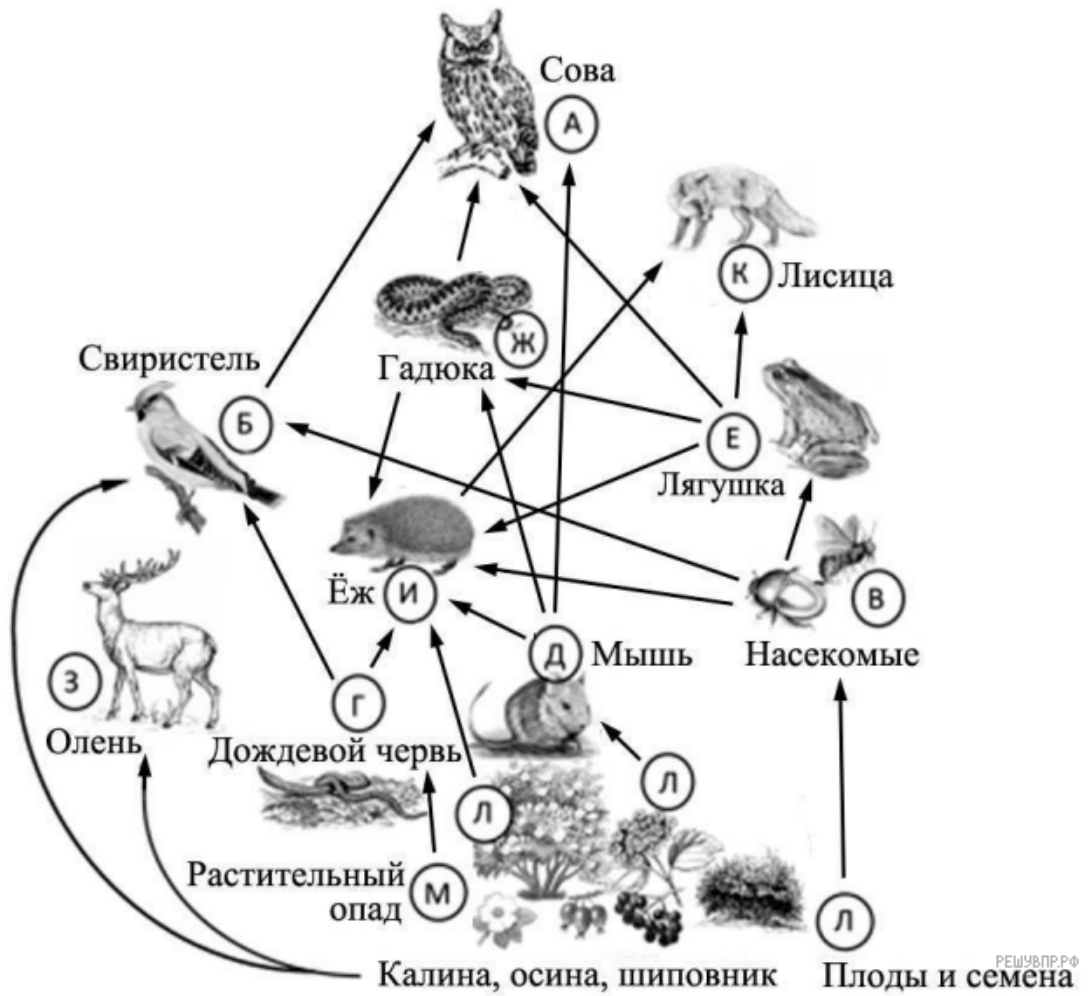 Сова
А
К Лисица
Ж
Свиристель
Гадюка
Б
Е
Лягушка
Ёж И
В
Д Мышь
Насекомые
З
Г
Олень
Дождевой червь
Л
Л
Растительный
опад
М
Л
Калина, осина, шиповник
Плоды и семена
РЕШУВПР.РФ